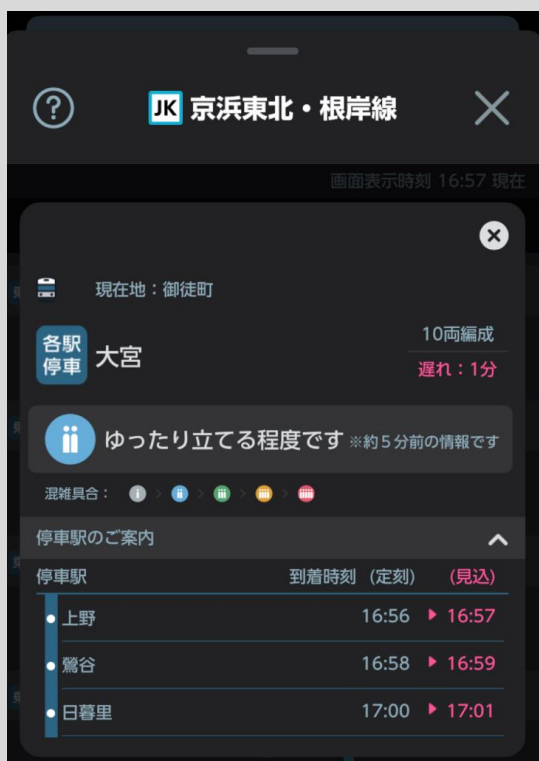 ?
JK 京浜東北・根岸線
画面表示時刻 16:57 現在
現在地：御徒町
各駅停車 大宮
10両編成
遅れ：1分
ゆったり立てる程度です ※約5分前の情報です
混雑具合：
停車駅のご案内
停車駅 到着時刻 (定刻) (見込)
上野 16:56 ▶ 16:57
鶯谷 16:58 ▶ 16:59
日暮里 17:00 ▶ 17:01